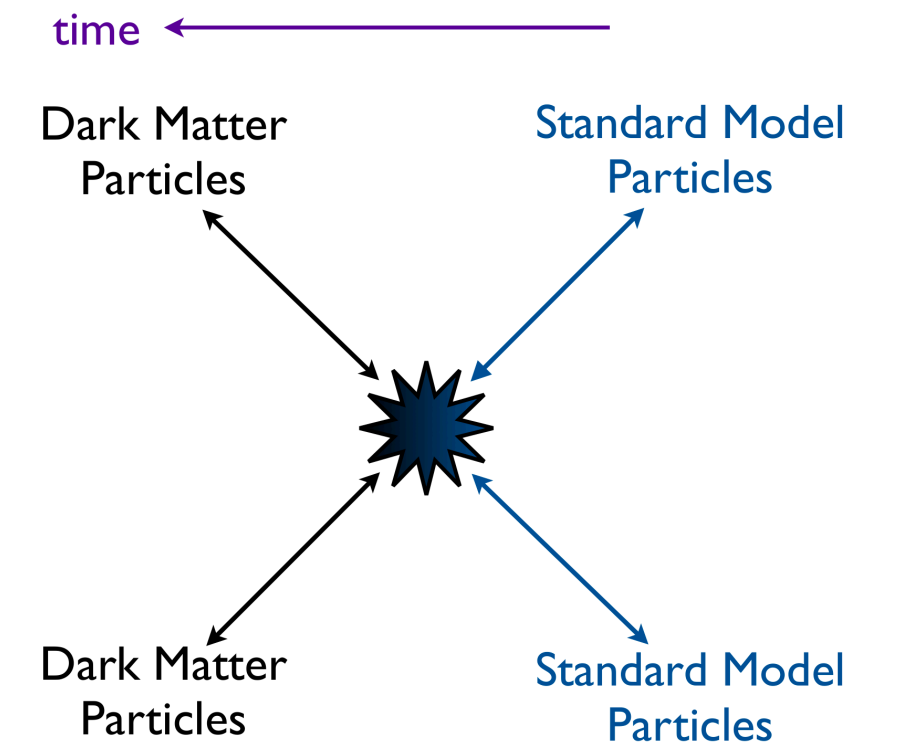 time
Dark Matter
Particles
Standard Model
Particles
Dark Matter
Particles
Standard Model
Particles